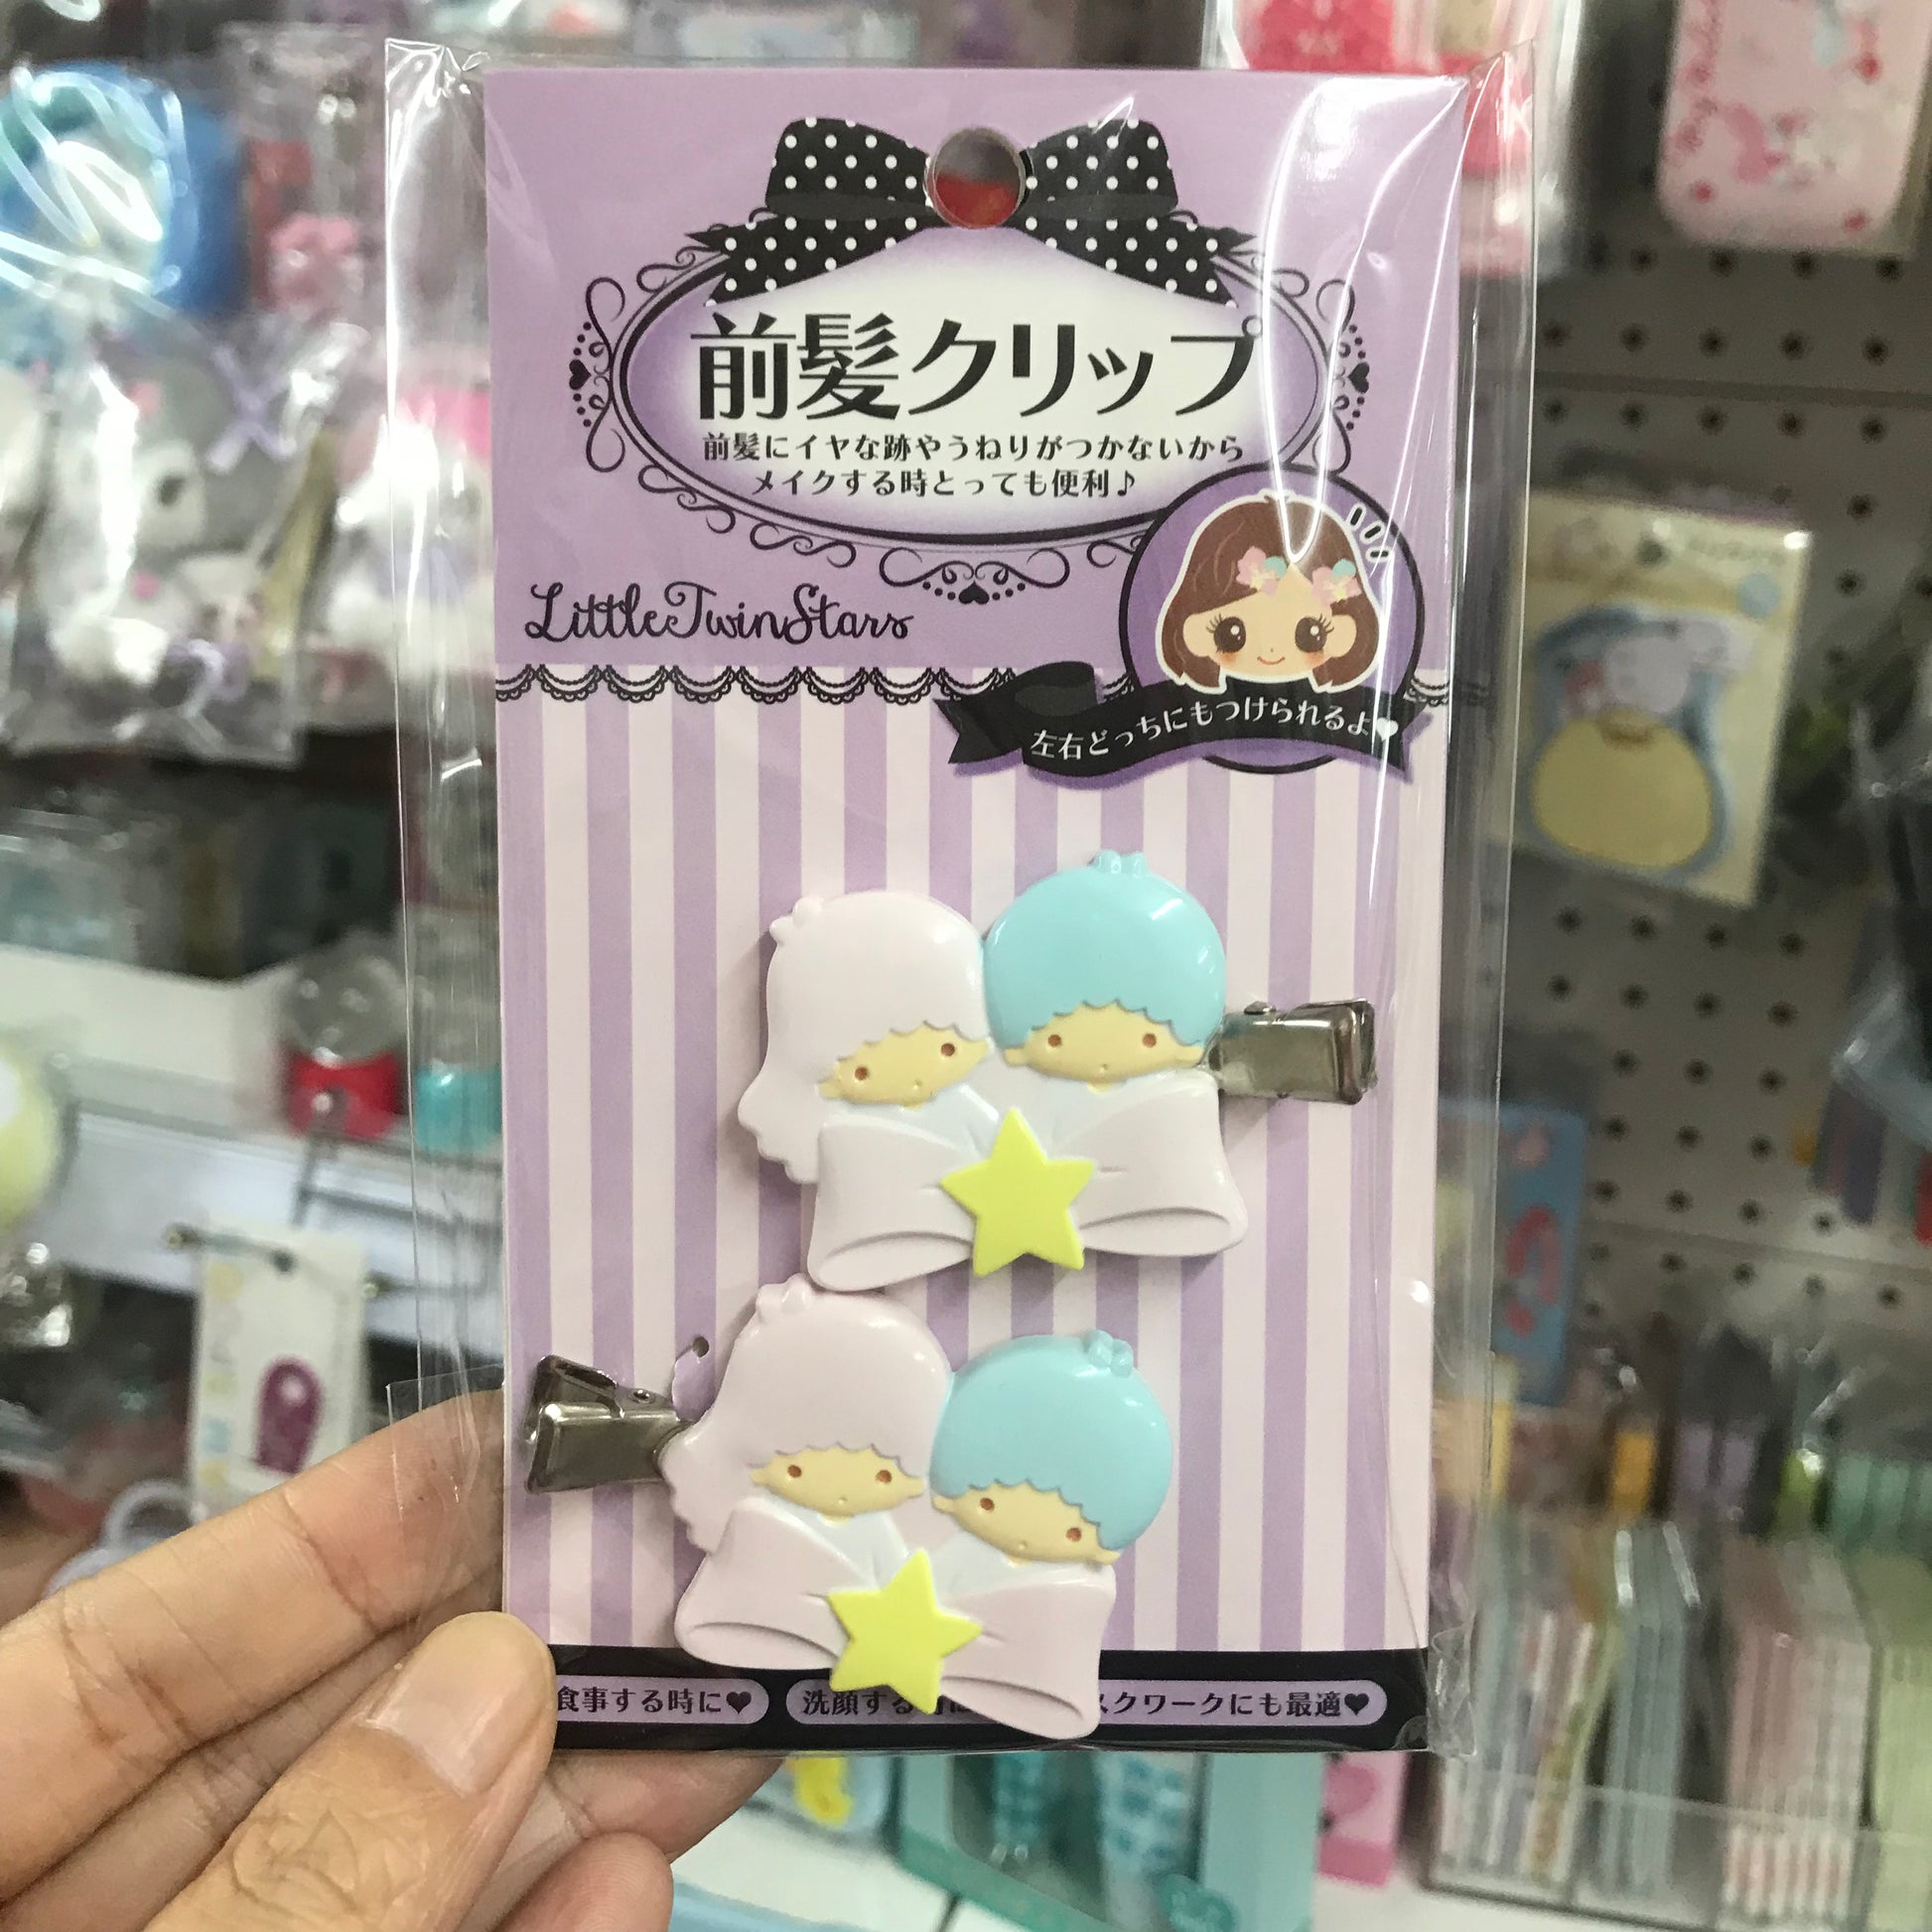 前髪クリップ
前髪にイヤな跡やうねりがつかないから
メイクする時とっても便利♪
LittleTwinStars
左右どっちにもつけられるよ♥
食事する時に♥
洗顔する
スクワークにも最適♥